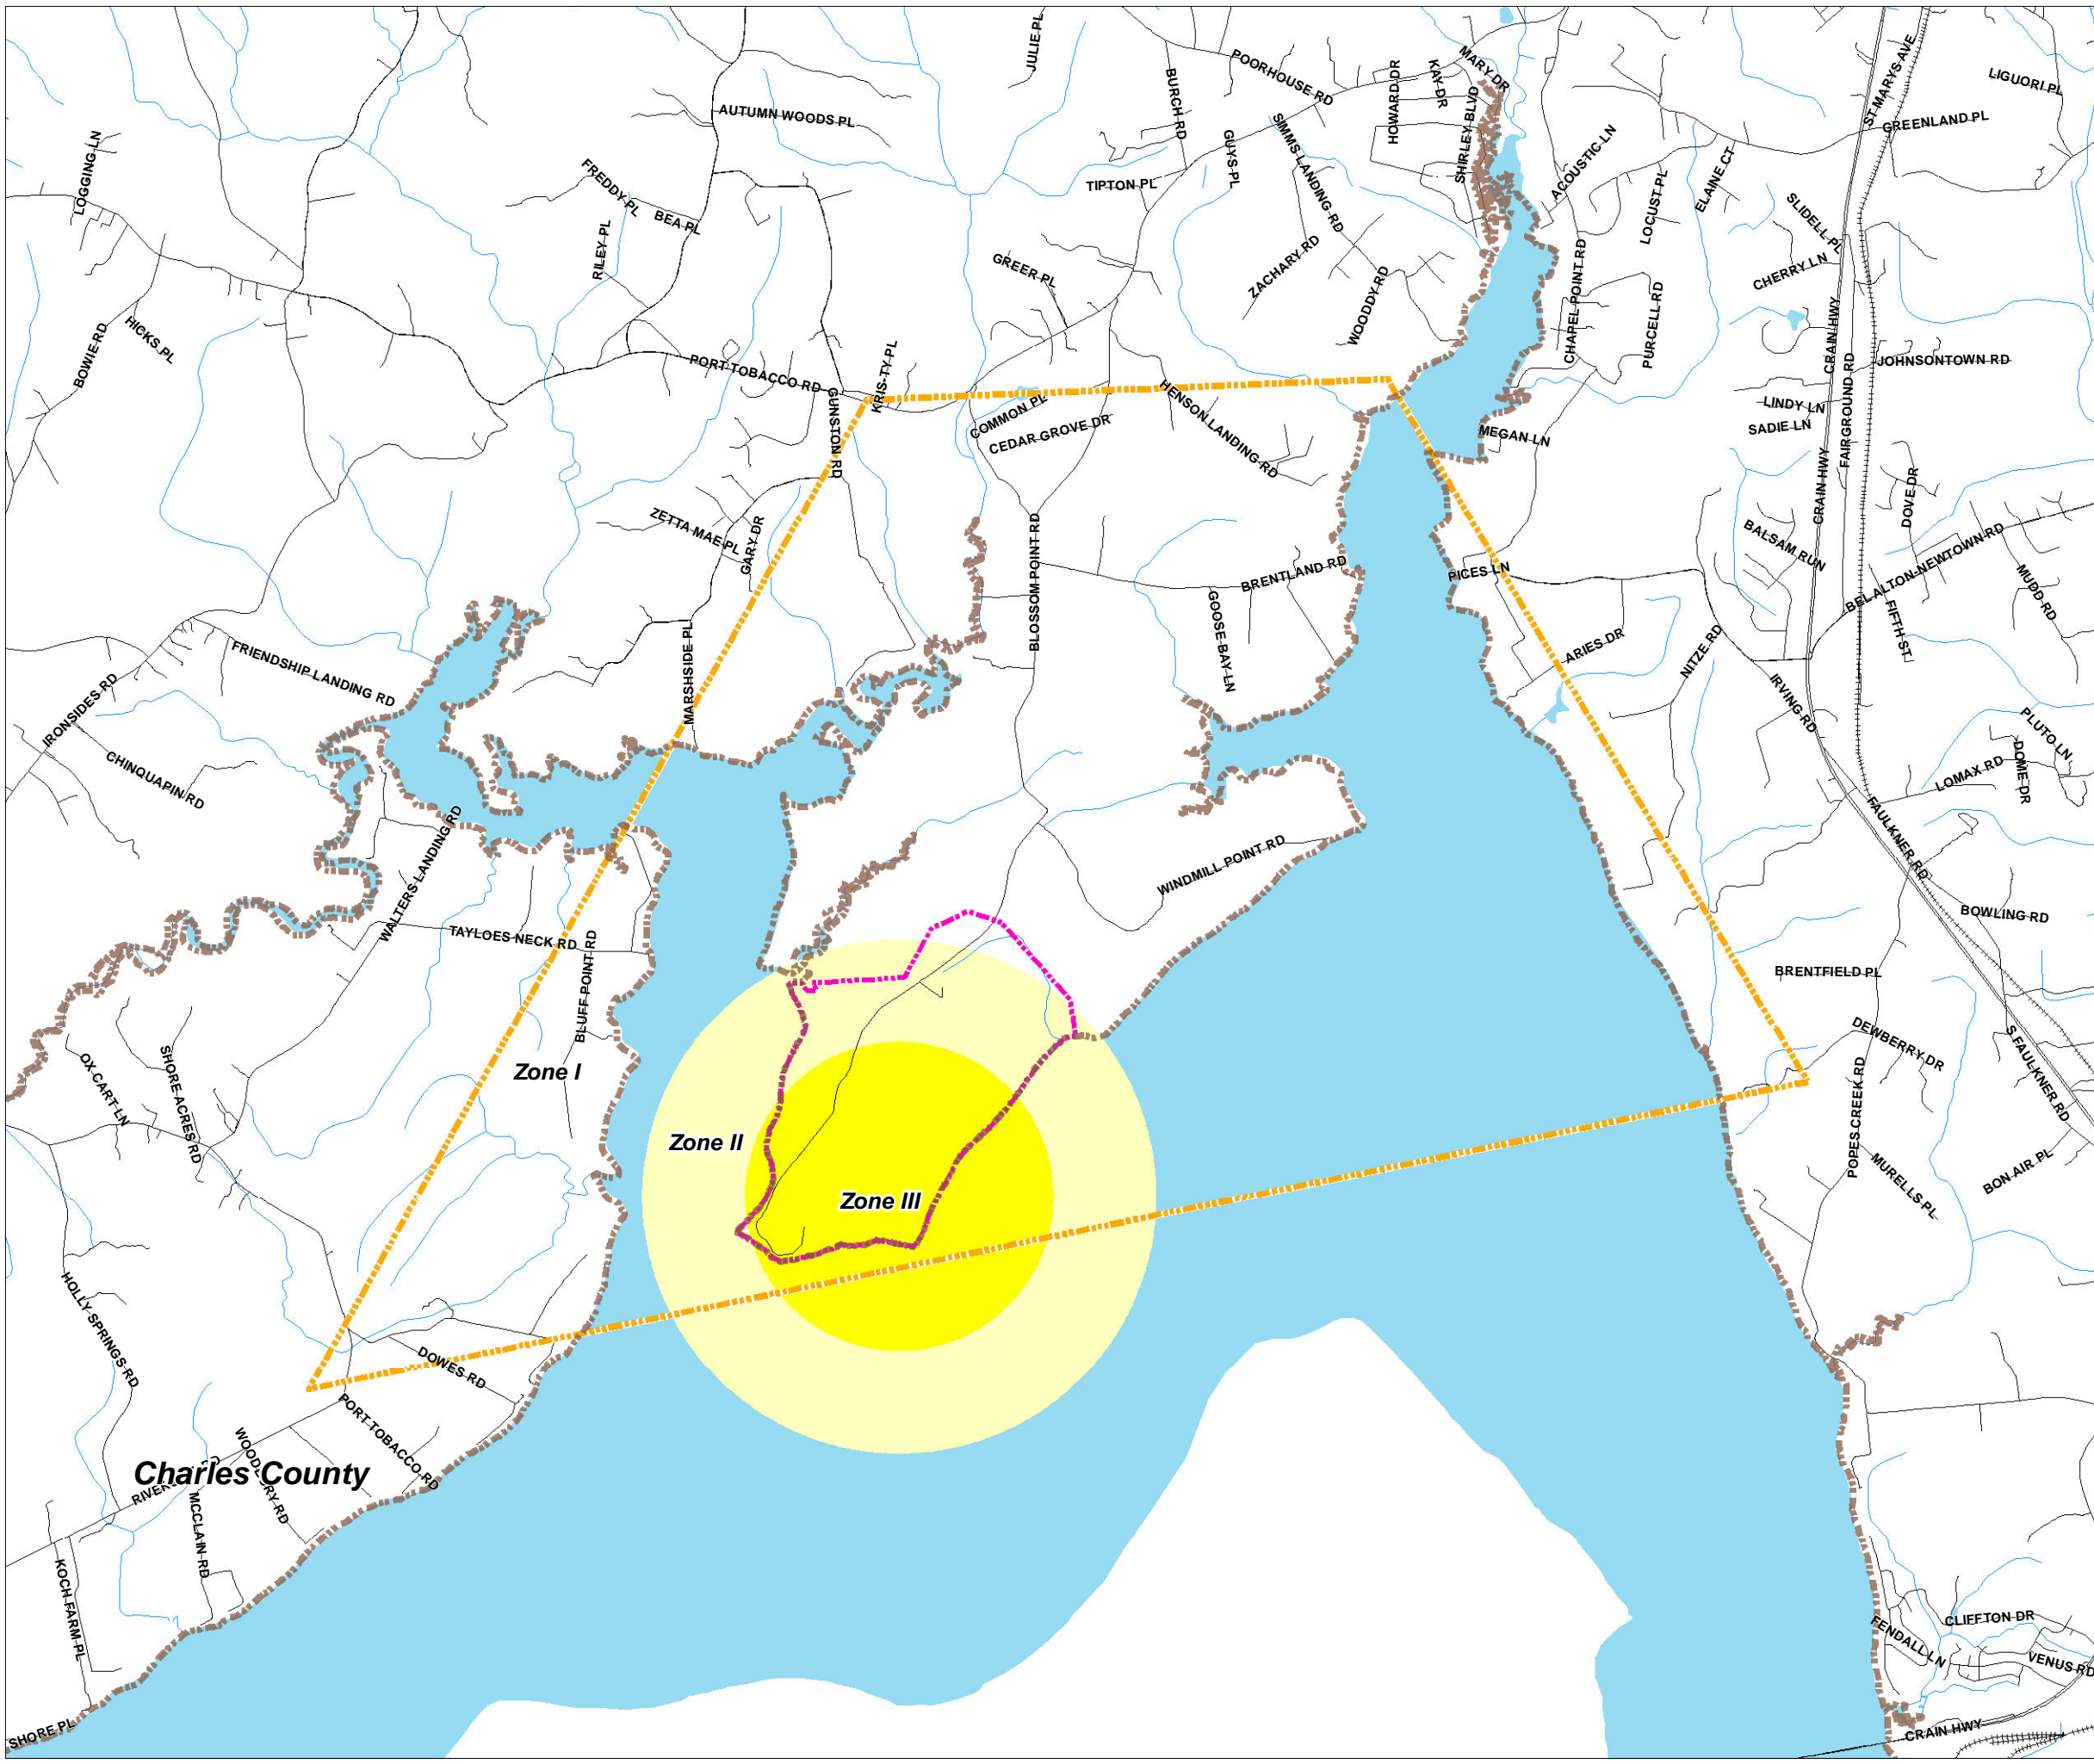 JULIE PL
POORHOUSE RD
MARY DR
KAY DR
HOWARD DR
SHIRLEY BLVD
BURCH RD
ST MARYS AVE
LIGUORI PL
GREENLAND PL
AUTUMN WOODS PL
LOGGING LN
FREDDY PL
BEA PL
RILEY PL
TIPTON PL
GUYS PL
SIMMS LANDING RD
ACOUSTIC LN
LOCUST PL
ELAINE CT
SLIDELL PL
CHERRY LN
GREER PL
ZACHARY RD
WOODY RD
CHAPEL POINT RD
PURCELL RD
CRAIN HWY
BOWIE RD
HICKS PL
PORT TOBACCO RD
KRIS-TY PL
GUNSTON RD
COMMON PL
CEDAR GROVE DR
HENSON LANDING RD
MEGAN LN
JOHNSONTOWN RD
LINDY LN
SADIE LN
FAIRGROUND RD
CRAIN HWY
DOVE DR
ZETTA MAE PL
GARY DR
BLOSSOM POINT RD
BRENTLAND RD
GOOSE BAY LN
PICES LN
BALSAM RUN
BELALTON-NEWTOWN RD
MUDD RD
FIFTH ST
FRIENDSHIP LANDING RD
IRONSIDES RD
CHINQUAPIN RD
MARSHSIDE PL
ARIES DR
NITZE RD
IRVING RD
PLUTO LN
DOME DR
LOMAX RD
FAULKNER RD
WALTERS LANDING RD
WINDMILL POINT RD
TAYLOES NECK RD
BLUFF POINT RD
BOWLING RD
BRENTFIELD PL
DEWBERRY DR
S FAULKNER RD
OX CART LN
SHORE ACRES RD
Zone I
Zone II
Zone III
POPES CREEK RD
MURELLS PL
BON AIR PL
HOLLY SPRINGS RD
DOWES RD
PORT TOBACCO RD
Charles County
MCCLAIN RD
KOCH FARM PL
SHORE PL
CLIFFTON DR
FENDALL LN
VENUS RD
CRAIN HWY